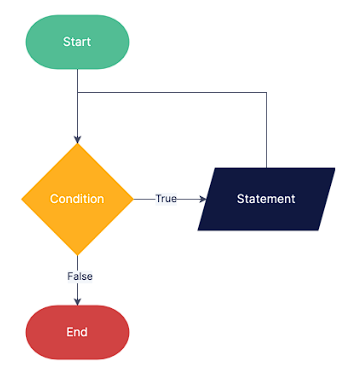 Start
Condition
True
Statement
False
End